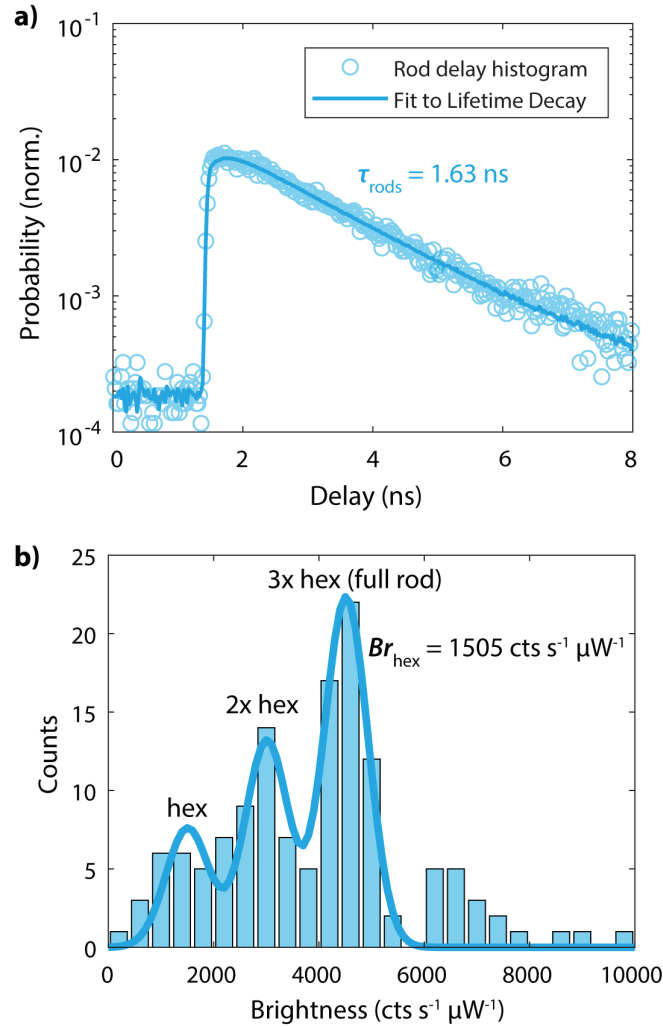 a)
10⁻¹
10⁻²
10⁻³
10⁻⁴
Probability (norm.)
Rod delay histogram
Fit to Lifetime Decay
τrods = 1.63 ns
0 2 4 6 8
Delay (ns)
b)
25
20
15
10
5
0
Counts
3x hex (full rod)
Brhex = 1505 cts s⁻¹ μW⁻¹
2x hex
hex
0 2000 4000 6000 8000 10000
Brightness (cts s⁻¹ μW⁻¹)